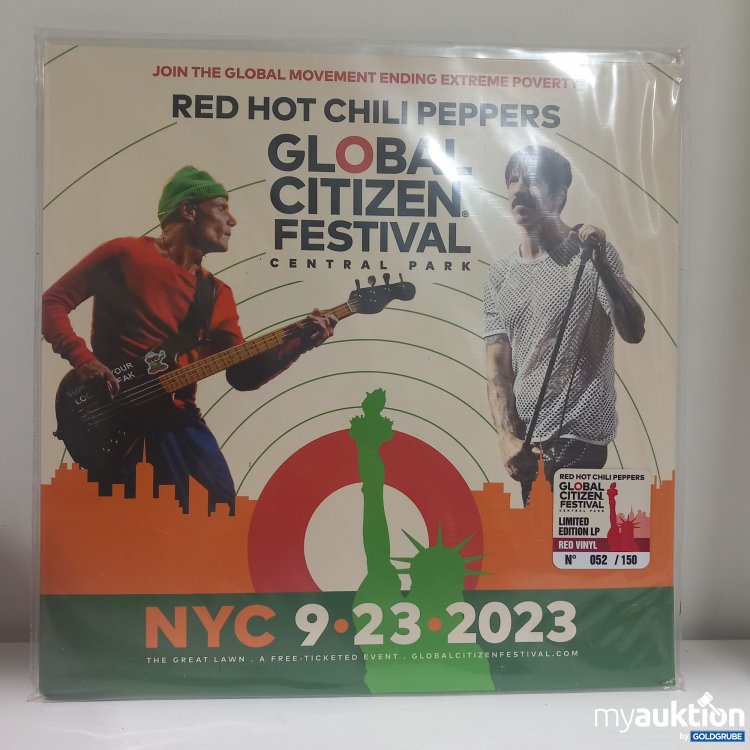 JOIN THE GLOBAL MOVEMENT ENDING EXTREME POVERTY
RED HOT CHILI PEPPERS
GLOBAL
CITIZEN®
FESTIVAL
CENTRAL PARK
RED HOT CHILI PEPPERS
GLOBAL
CITIZEN
FESTIVAL
CENTRAL PARK
LIMITED
EDITION LP
RED VINYL
N° 052 / 150
NYC 9•23•2023
THE GREAT LAWN . A FREE-TICKETED EVENT . GLOBALCITIZENFESTIVAL.COM
myauktion
by GOLDGRUBE